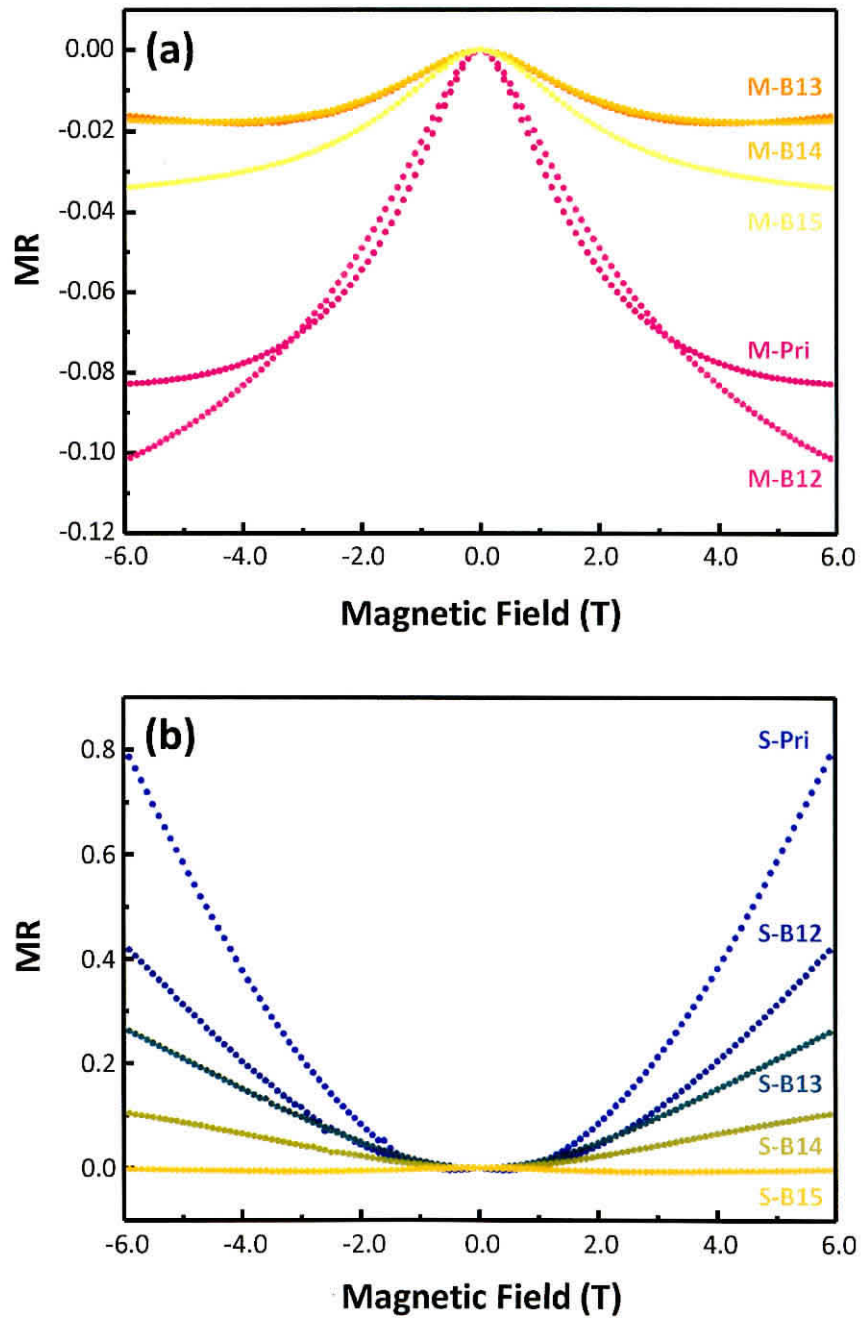 (a)
0.00
-0.02
-0.04
-0.06
-0.08
-0.10
-0.12
MR
M-B13
M-B14
M-B15
M-Pri
M-B12
-6.0 -4.0 -2.0 0.0 2.0 4.0 6.0
Magnetic Field (T)
(b)
0.8
0.6
0.4
0.2
0.0
MR
S-Pri
S-B12
S-B13
S-B14
S-B15
-6.0 -4.0 -2.0 0.0 2.0 4.0 6.0
Magnetic Field (T)